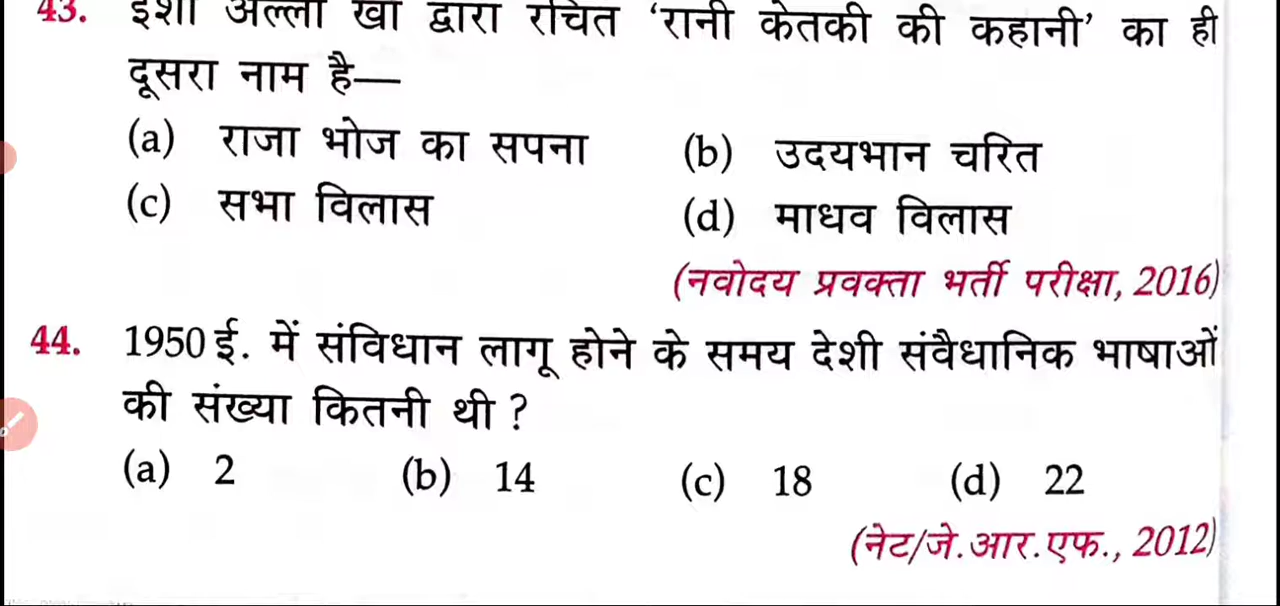 43. इंशा अल्ला खाँ द्वारा रचित ‘रानी केतकी की कहानी’ का ही
दूसरा नाम है—
(a) राजा भोज का सपना (b) उदयभान चरित
(c) सभा विलास (d) माधव विलास
(नवोदय प्रवक्ता भर्ती परीक्षा, 2016)
44. 1950 ई. में संविधान लागू होने के समय देशी संवैधानिक भाषाओं
की संख्या कितनी थी ?
(a) 2 (b) 14 (c) 18 (d) 22
(नेट/जे.आर.एफ., 2012)